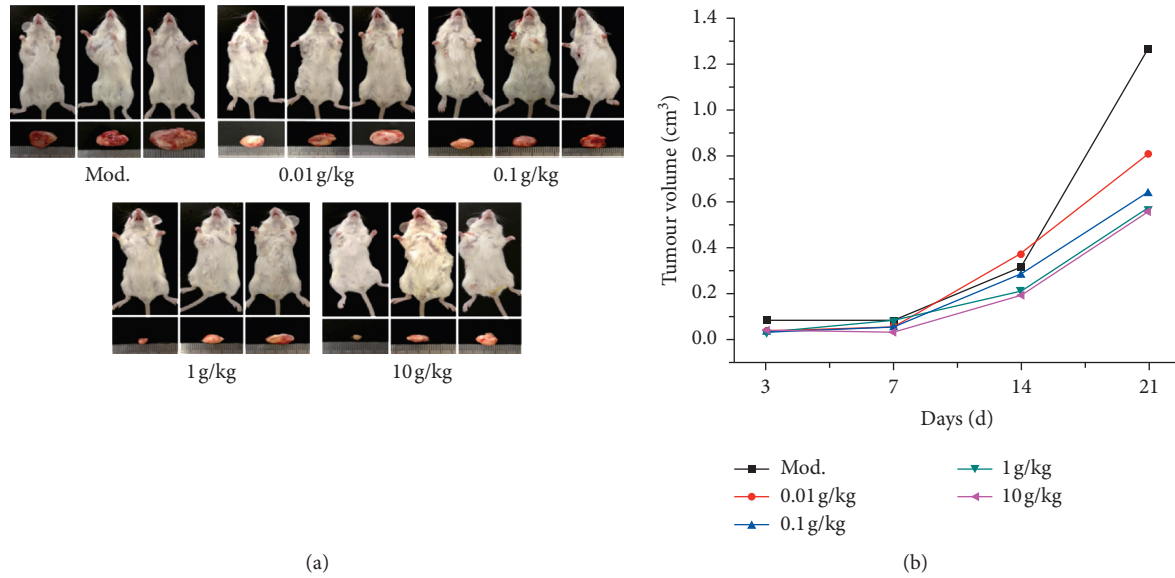 Mod.
0.01 g/kg
0.1 g/kg
1 g/kg
10 g/kg
(a)
Tumour volume (cm³)
1.4
1.2
1.0
0.8
0.6
0.4
0.2
0.0
3
7
14
21
Days (d)
Mod.
0.01 g/kg
0.1 g/kg
1 g/kg
10 g/kg
(b)